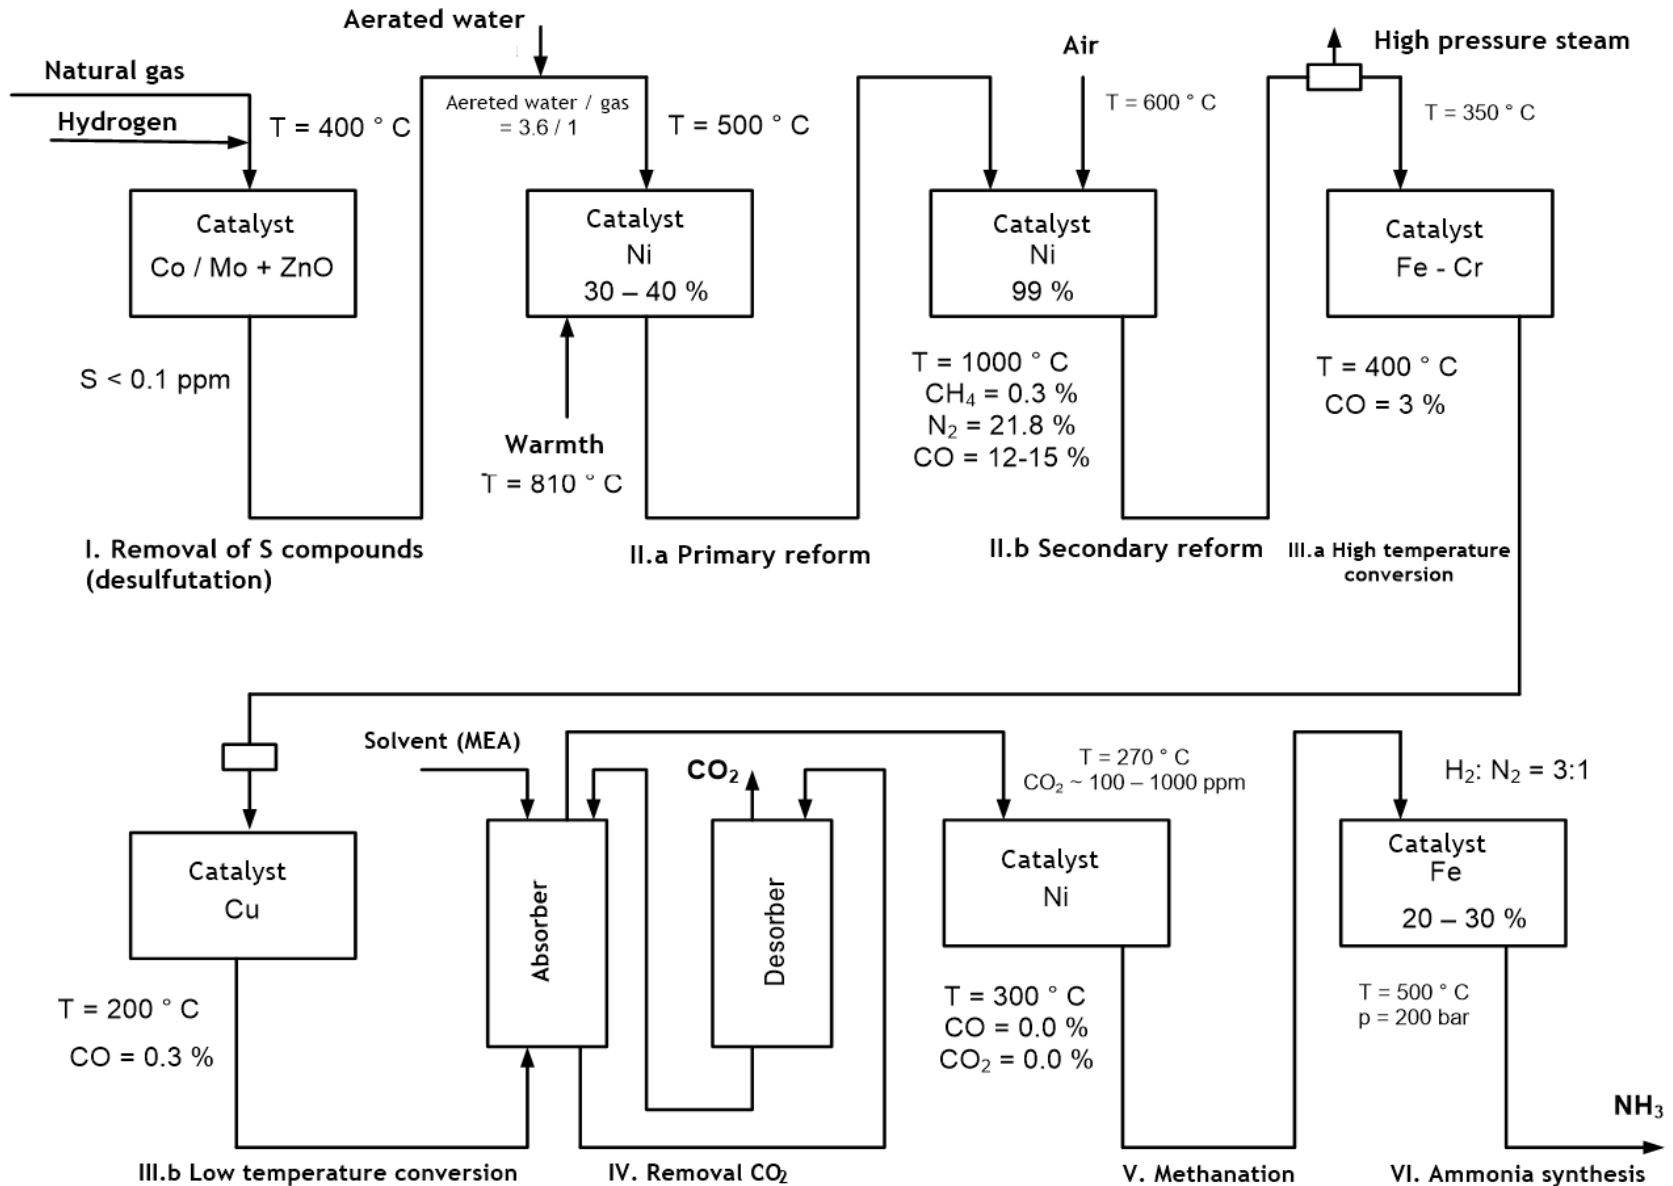 Aerated water
Natural gas
Hydrogen
T = 400 ° C
Aereted water / gas
= 3.6 / 1
T = 500 ° C
Air
T = 600 ° C
High pressure steam
T = 350 ° C
Catalyst
Co / Mo + ZnO
Catalyst
Ni
30 – 40 %
Catalyst
Ni
99 %
Catalyst
Fe - Cr
S < 0.1 ppm
Warmth
T = 810 ° C
T = 1000 ° C
CH₄ = 0.3 %
N₂ = 21.8 %
CO = 12-15 %
T = 400 ° C
CO = 3 %
I. Removal of S compounds
(desulfutation)
II.a Primary reform
II.b Secondary reform
III.a High temperature
conversion
Solvent (MEA)
CO₂
T = 270 ° C
CO₂ ~ 100 – 1000 ppm
H₂: N₂ = 3:1
Catalyst
Cu
Absorber
Desorber
Catalyst
Ni
Catalyst
Fe
20 – 30 %
T = 200 ° C
CO = 0.3 %
T = 300 ° C
CO = 0.0 %
CO₂ = 0.0 %
T = 500 ° C
p = 200 bar
NH₃
III.b Low temperature conversion
IV. Removal CO₂
V. Methanation
VI. Ammonia synthesis